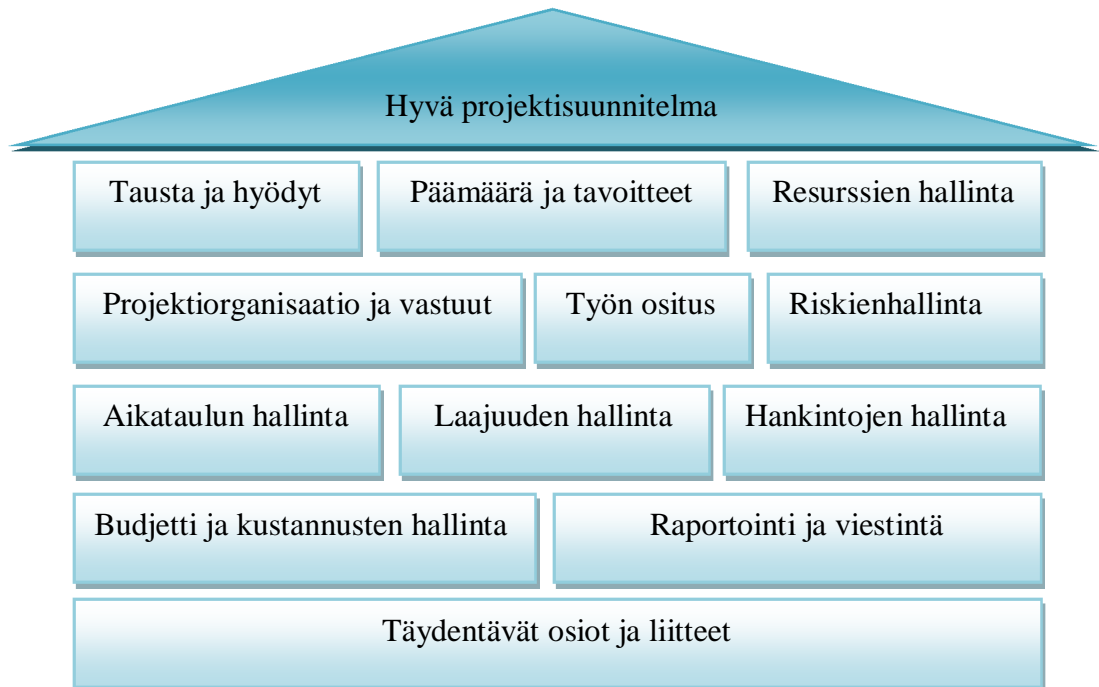 Hyvä projektisuunnitelma
Tausta ja hyödyt
Päämäärä ja tavoitteet
Resurssien hallinta
Projektiorganisaatio ja vastuut
Työn ositus
Riskienhallinta
Aikataulun hallinta
Laajuuden hallinta
Hankintojen hallinta
Budjetti ja kustannusten hallinta
Raportointi ja viestintä
Täydentävät osiot ja liitteet